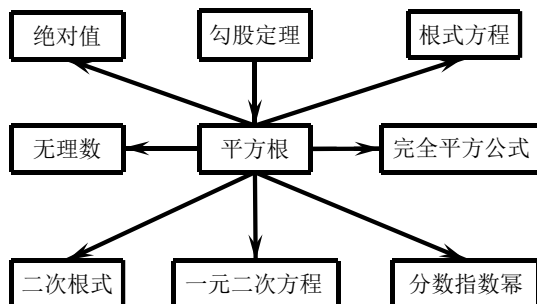 绝对值
勾股定理
根式方程
无理数
平方根
完全平方公式
二次根式
一元二次方程
分数指数幂